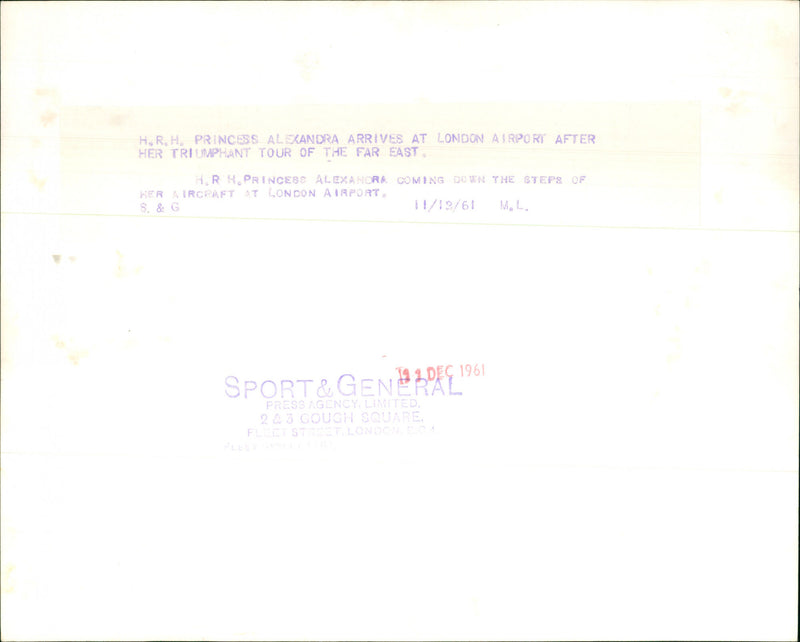 H.R.H. PRINCESS ALEXANDRA ARRIVES AT LONDON AIRPORT AFTER
HER TRIUMPHANT TOUR OF THE FAR EAST.
H.R H.PRINCESS ALEXANDRA COMING DOWN THE STEPS OF
HER AIRCRAFT AT LONDON AIRPORT.
S. & G 11/12/61 M.L.
11 DEC 1961
SPORT & GENERAL
PRESS AGENCY, LIMITED.
2 & 3 GOUGH SQUARE,
FLEET STREET, LONDON, E.C.4
FLEET